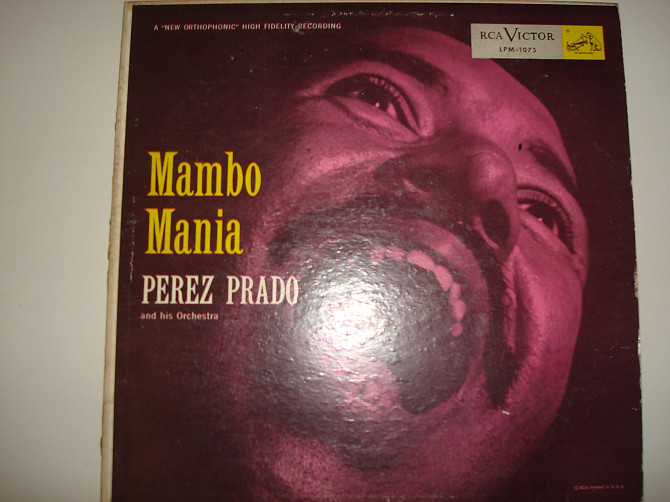 A "NEW ORTHOPHONIC" HIGH FIDELITY RECORDING
RCA VICTOR
LPM-1075
Mambo
Mania
PEREZ PRADO
and his Orchestra